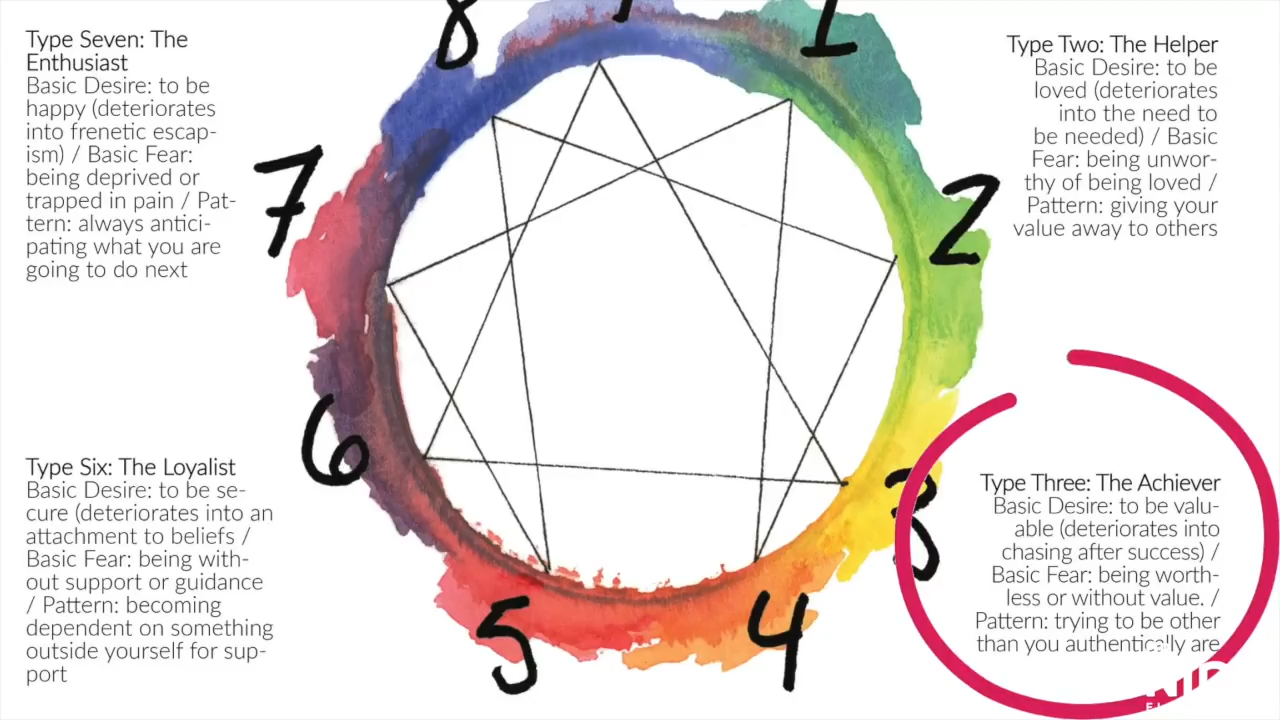 Type Seven: The
Enthusiast
Basic Desire: to be
happy (deteriorates
into frenetic escap-
ism) / Basic Fear:
being deprived or
trapped in pain / Pat-
tern: always antici-
pating what you are
going to do next
8
1
7
2
Type Two: The Helper
Basic Desire: to be
loved (deteriorates
into the need to
be needed) / Basic
Fear: being unwor-
thy of being loved /
Pattern: giving your
value away to others
6
3
5
4
Type Six: The Loyalist
Basic Desire: to be se-
cure (deteriorates into an
attachment to beliefs /
Basic Fear: being with-
out support or guidance
/ Pattern: becoming
dependent on something
outside yourself for sup-
port
Type Three: The Achiever
Basic Desire: to be valu-
able (deteriorates into
chasing after success) /
Basic Fear: being worth-
less or without value. /
Pattern: trying to be other
than you authentically are